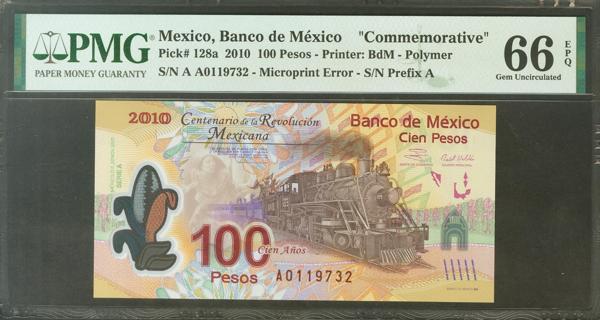 PMG
PAPER MONEY GUARANTY
Mexico, Banco de México "Commemorative"
Pick# 128a 2010 100 Pesos - Printer: BdM - Polymer
S/N A A0119732 - Microprint Error - S/N Prefix A
66 EPQ
Gem Uncirculated
2010 Centenario de la Revolución
Mexicana
Banco de México
Cien Pesos
SERIE A
100
Pesos
Cien Años
A0119732